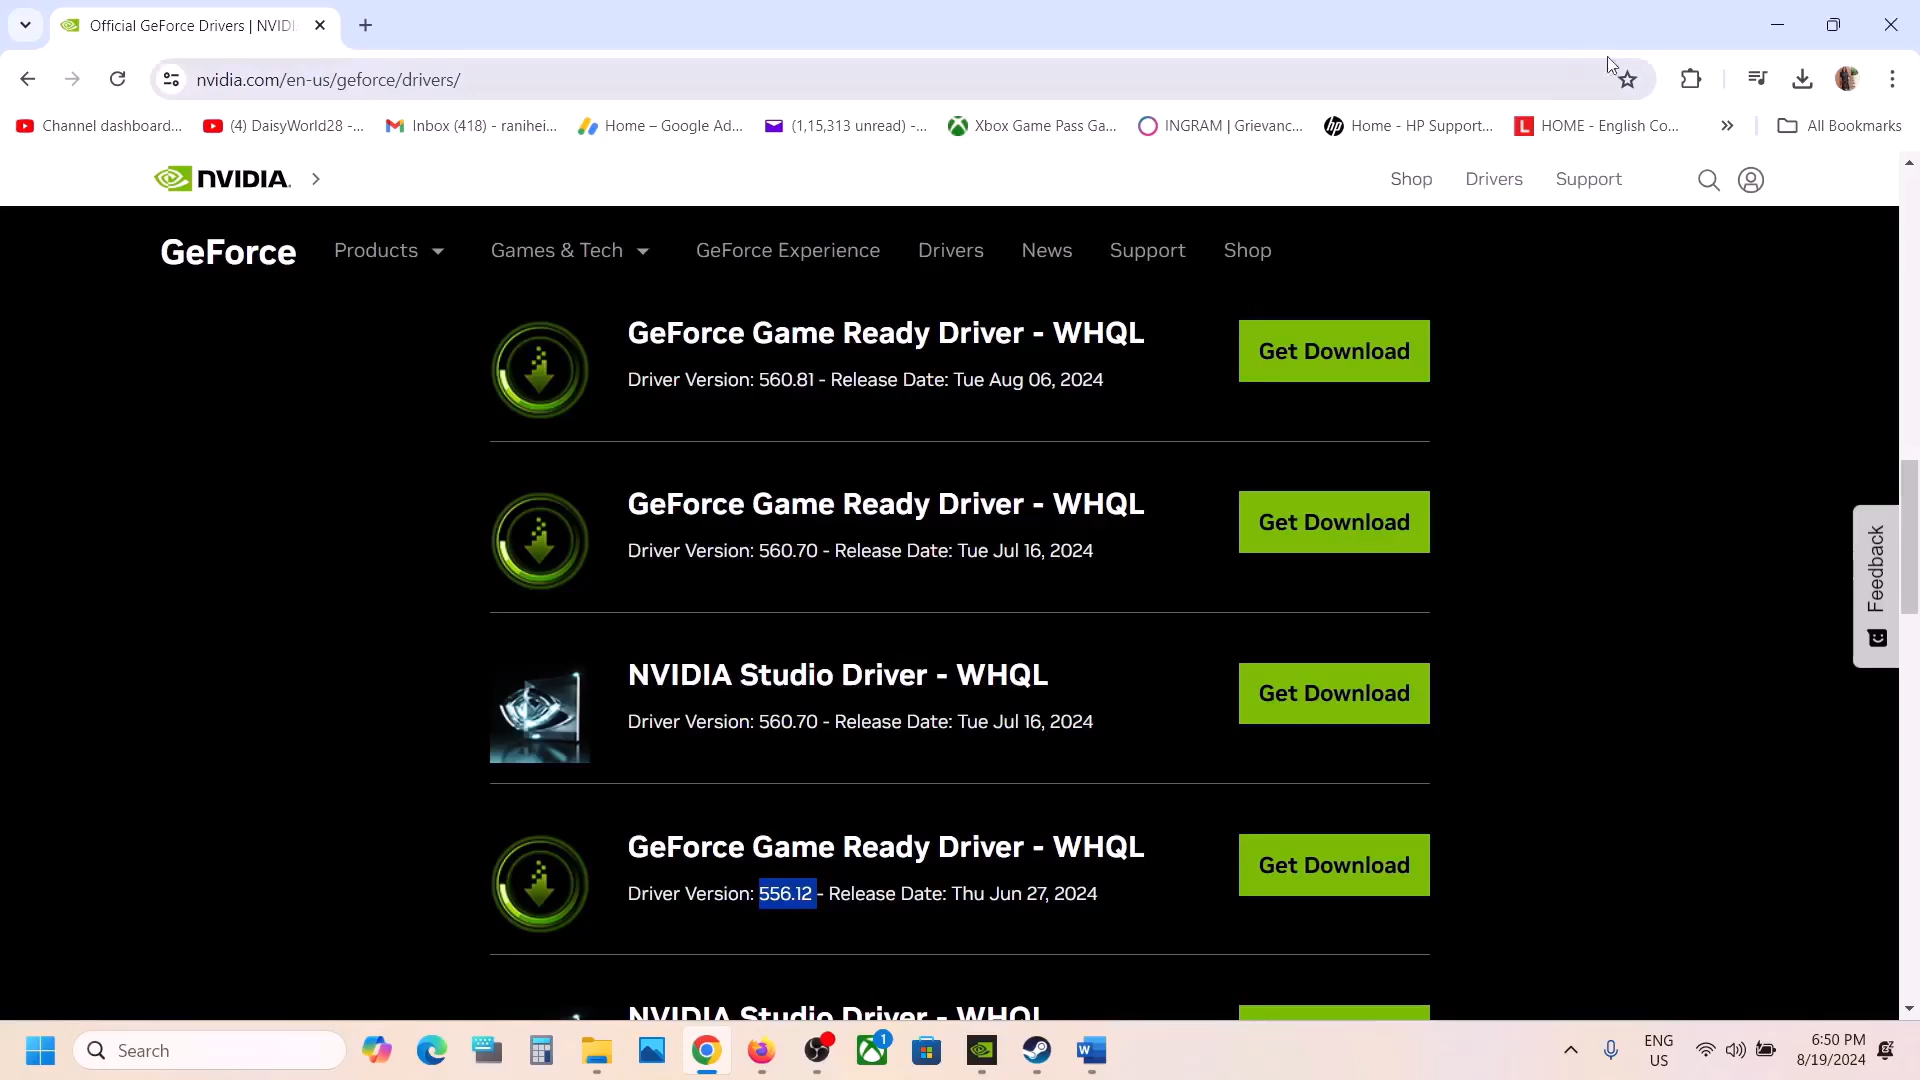 Official GeForce Drivers | NVIDI
nvidia.com/en-us/geforce/drivers/
Channel dashboard...
(4) DaisyWorld28 -...
Inbox (418) - ranihei...
Home – Google Ad...
(1,15,313 unread) -...
Xbox Game Pass Ga...
INGRAM | Grievanc...
Home - HP Support...
HOME - English Co...
All Bookmarks
NVIDIA.
Shop
Drivers
Support
GeForce
Products
Games & Tech
GeForce Experience
Drivers
News
Support
Shop
GeForce Game Ready Driver - WHQL
Driver Version: 560.81 - Release Date: Tue Aug 06, 2024
Get Download
GeForce Game Ready Driver - WHQL
Driver Version: 560.70 - Release Date: Tue Jul 16, 2024
Get Download
NVIDIA Studio Driver - WHQL
Driver Version: 560.70 - Release Date: Tue Jul 16, 2024
Get Download
Feedback
GeForce Game Ready Driver - WHQL
Driver Version: 556.12 - Release Date: Thu Jun 27, 2024
Get Download
NVIDIA Studio Driver - WHQL
Search
1
ENG
US
6:50 PM
8/19/2024